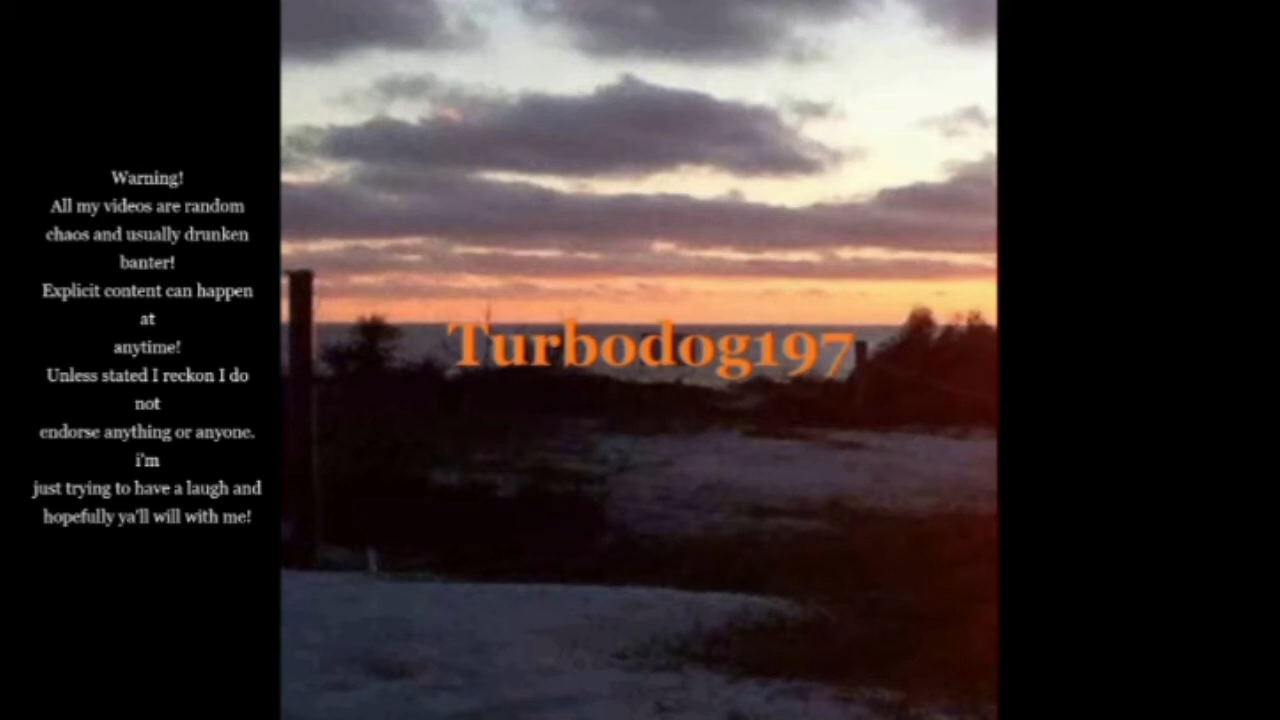 Warning!
All my videos are random
chaos and usually drunken
banter!
Explicit content can happen
at
anytime!
Unless stated I reckon I do
not
endorse anything or anyone.
i'm
just trying to have a laugh and
hopefully ya'll will with me!
Turbodog197